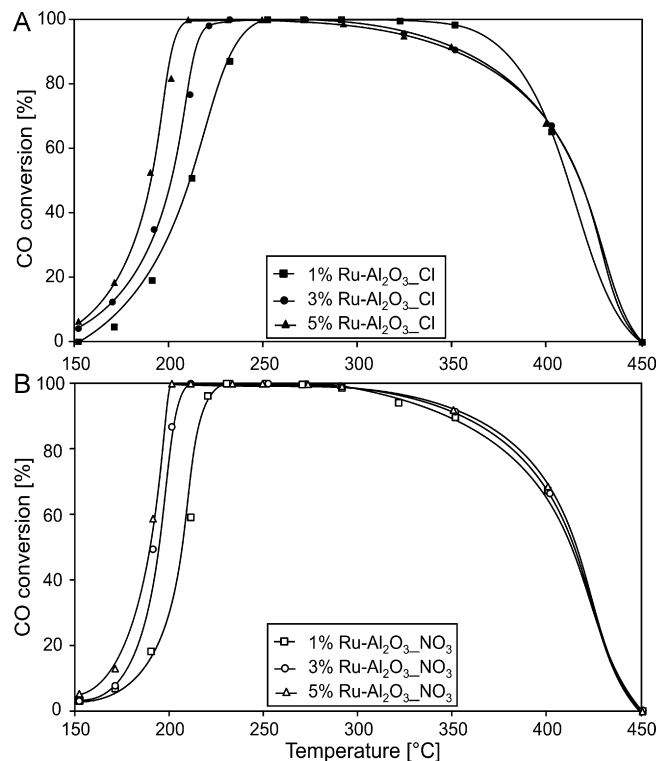 A
CO conversion [%]
100
80
60
40
20
0
1% Ru-Al₂O₃_Cl
3% Ru-Al₂O₃_Cl
5% Ru-Al₂O₃_Cl
150 200 250 300 350 400 450
B
CO conversion [%]
100
80
60
40
20
0
1% Ru-Al₂O₃_NO₃
3% Ru-Al₂O₃_NO₃
5% Ru-Al₂O₃_NO₃
150 200 250 300 350 400 450
Temperature [°C]